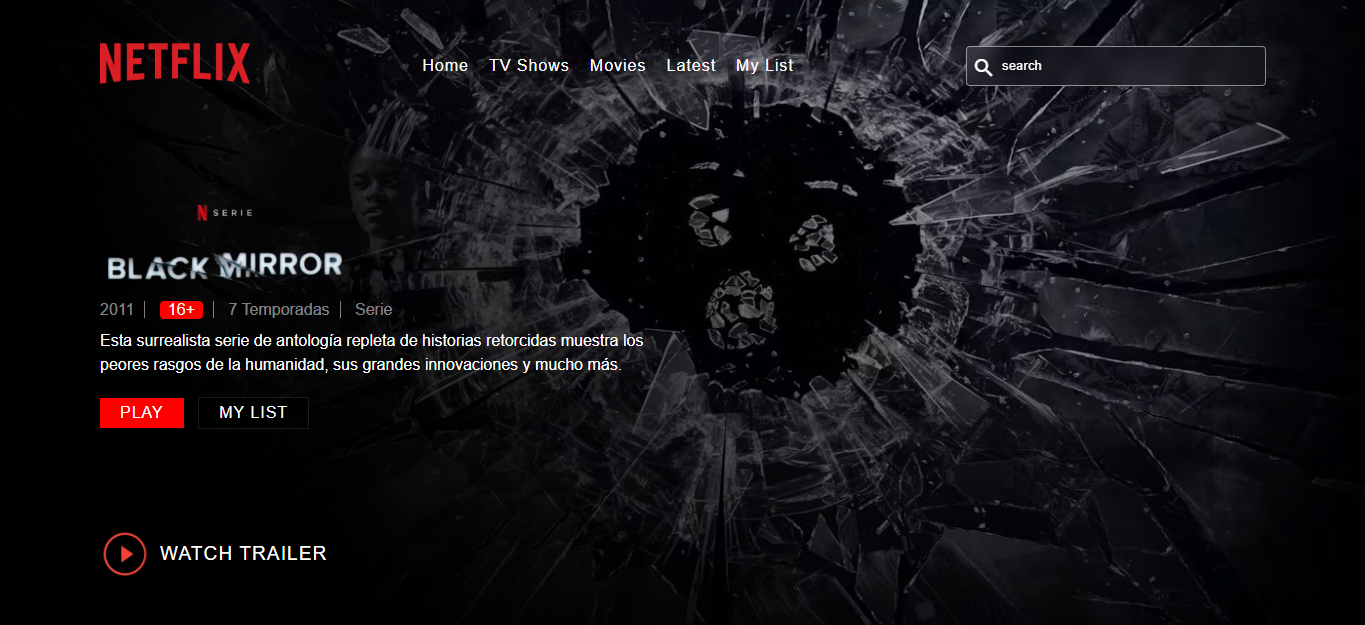 NETFLIX
Home TV Shows Movies Latest My List
search
N SERIE
BLACK MIRROR
2011 | 16+ | 7 Temporadas | Serie
Esta surrealista serie de antología repleta de historias retorcidas muestra los
peores rasgos de la humanidad, sus grandes innovaciones y mucho más.
PLAY MY LIST
WATCH TRAILER